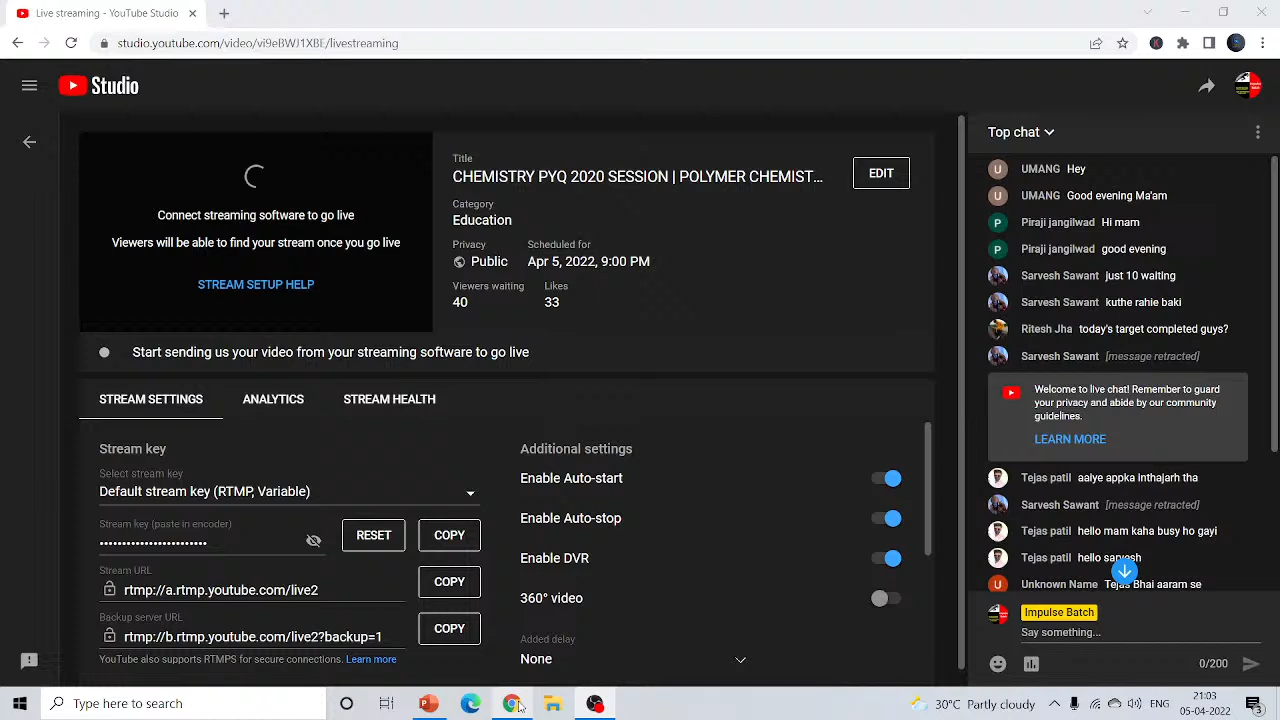 Live streaming - YouTube Studio
studio.youtube.com/video/vi9eBWJ1XBE/livestreaming
Studio
Connect streaming software to go live
Viewers will be able to find your stream once you go live
STREAM SETUP HELP
Title
CHEMISTRY PYQ 2020 SESSION | POLYMER CHEMIST...
EDIT
Category
Education
Privacy
Public
Scheduled for
Apr 5, 2022, 9:00 PM
Viewers waiting
40
Likes
33
Start sending us your video from your streaming software to go live
STREAM SETTINGS
ANALYTICS
STREAM HEALTH
Stream key
Select stream key
Default stream key (RTMP, Variable)
Stream key (paste in encoder)
••••••••••••••••••••••••
RESET
COPY
Stream URL
rtmp://a.rtmp.youtube.com/live2
COPY
Backup server URL
rtmp://b.rtmp.youtube.com/live2?backup=1
COPY
YouTube also supports RTMPS for secure connections. Learn more
Additional settings
Enable Auto-start
Enable Auto-stop
Enable DVR
360° video
Added delay
None
Top chat
U UMANG Hey
U UMANG Good evening Ma'am
P Piraji jangilwad Hi mam
P Piraji jangilwad good evening
Sarvesh Sawant just 10 waiting
Sarvesh Sawant kuthe rahie baki
Ritesh Jha today's target completed guys?
Sarvesh Sawant [message retracted]
Welcome to live chat! Remember to guard
your privacy and abide by our community
guidelines.
LEARN MORE
Tejas patil aaiye appka inthajarh tha
Sarvesh Sawant [message retracted]
Tejas patil hello mam kaha busy ho gayi
Tejas patil hello sarvesh
U Unknown Name Tejas Bhai aaram se
Impulse Batch
Say something...
0/200
Type here to search
30°C Partly cloudy
ENG
21:03
05-04-2022
3